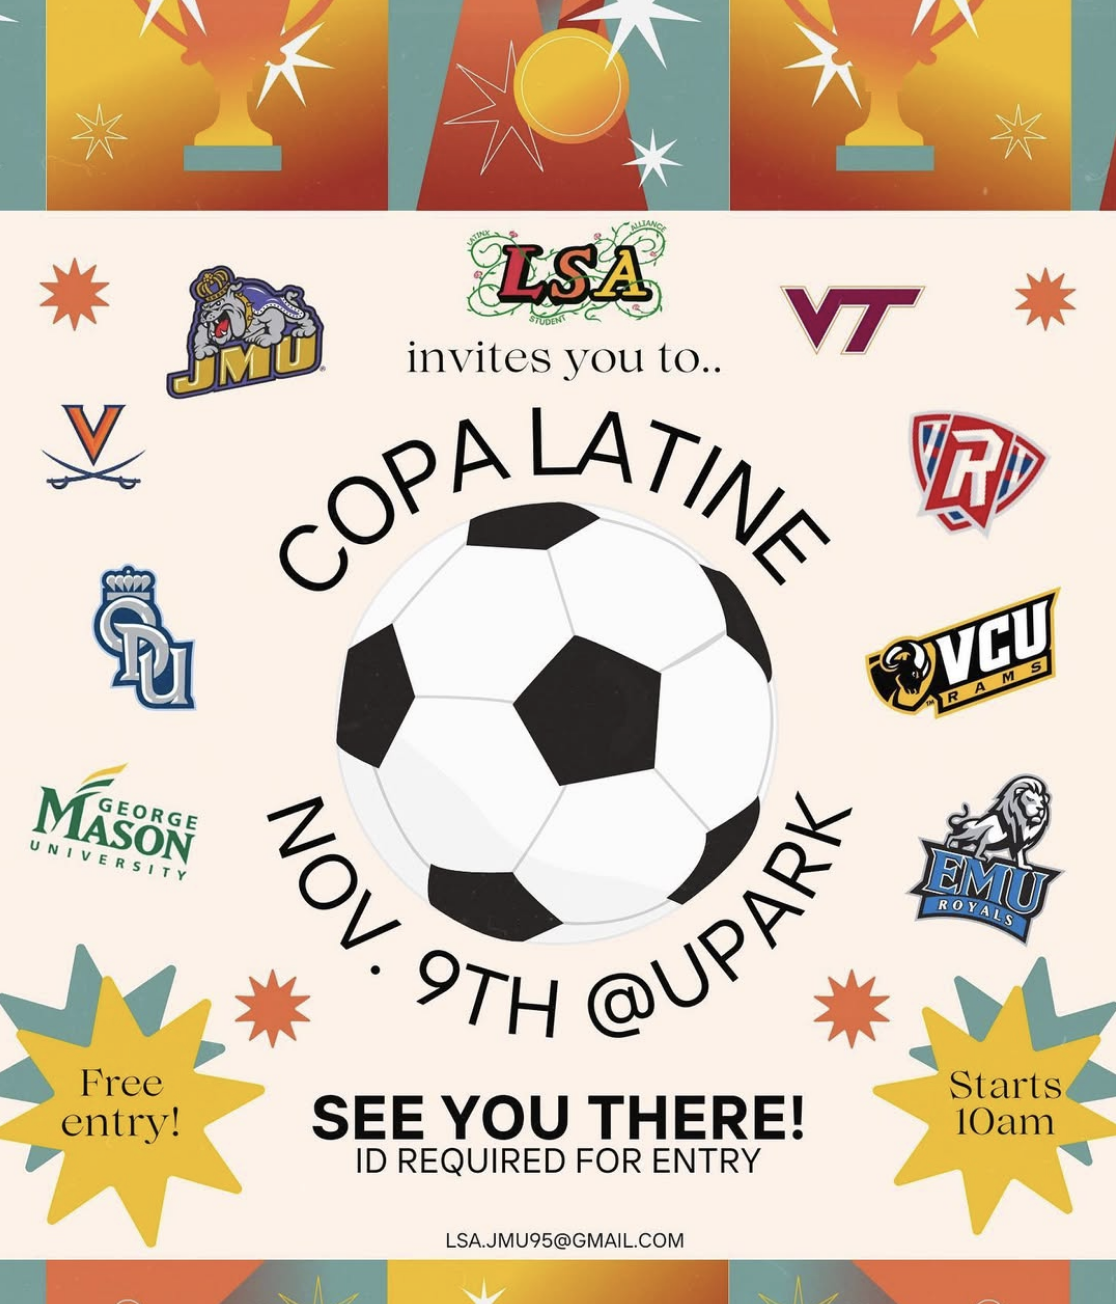 LATINX
ALLIANCE
LSA
STUDENT
invites you to..
JMU
VT
COPA LATINE
V
R
ODU
VCU
RAMS
GEORGE
MASON
UNIVERSITY
EMU
ROYALS
NOV. 9TH @UPARK
Free
entry!
Starts
10am
SEE YOU THERE!
ID REQUIRED FOR ENTRY
LSA.JMU95@GMAIL.COM